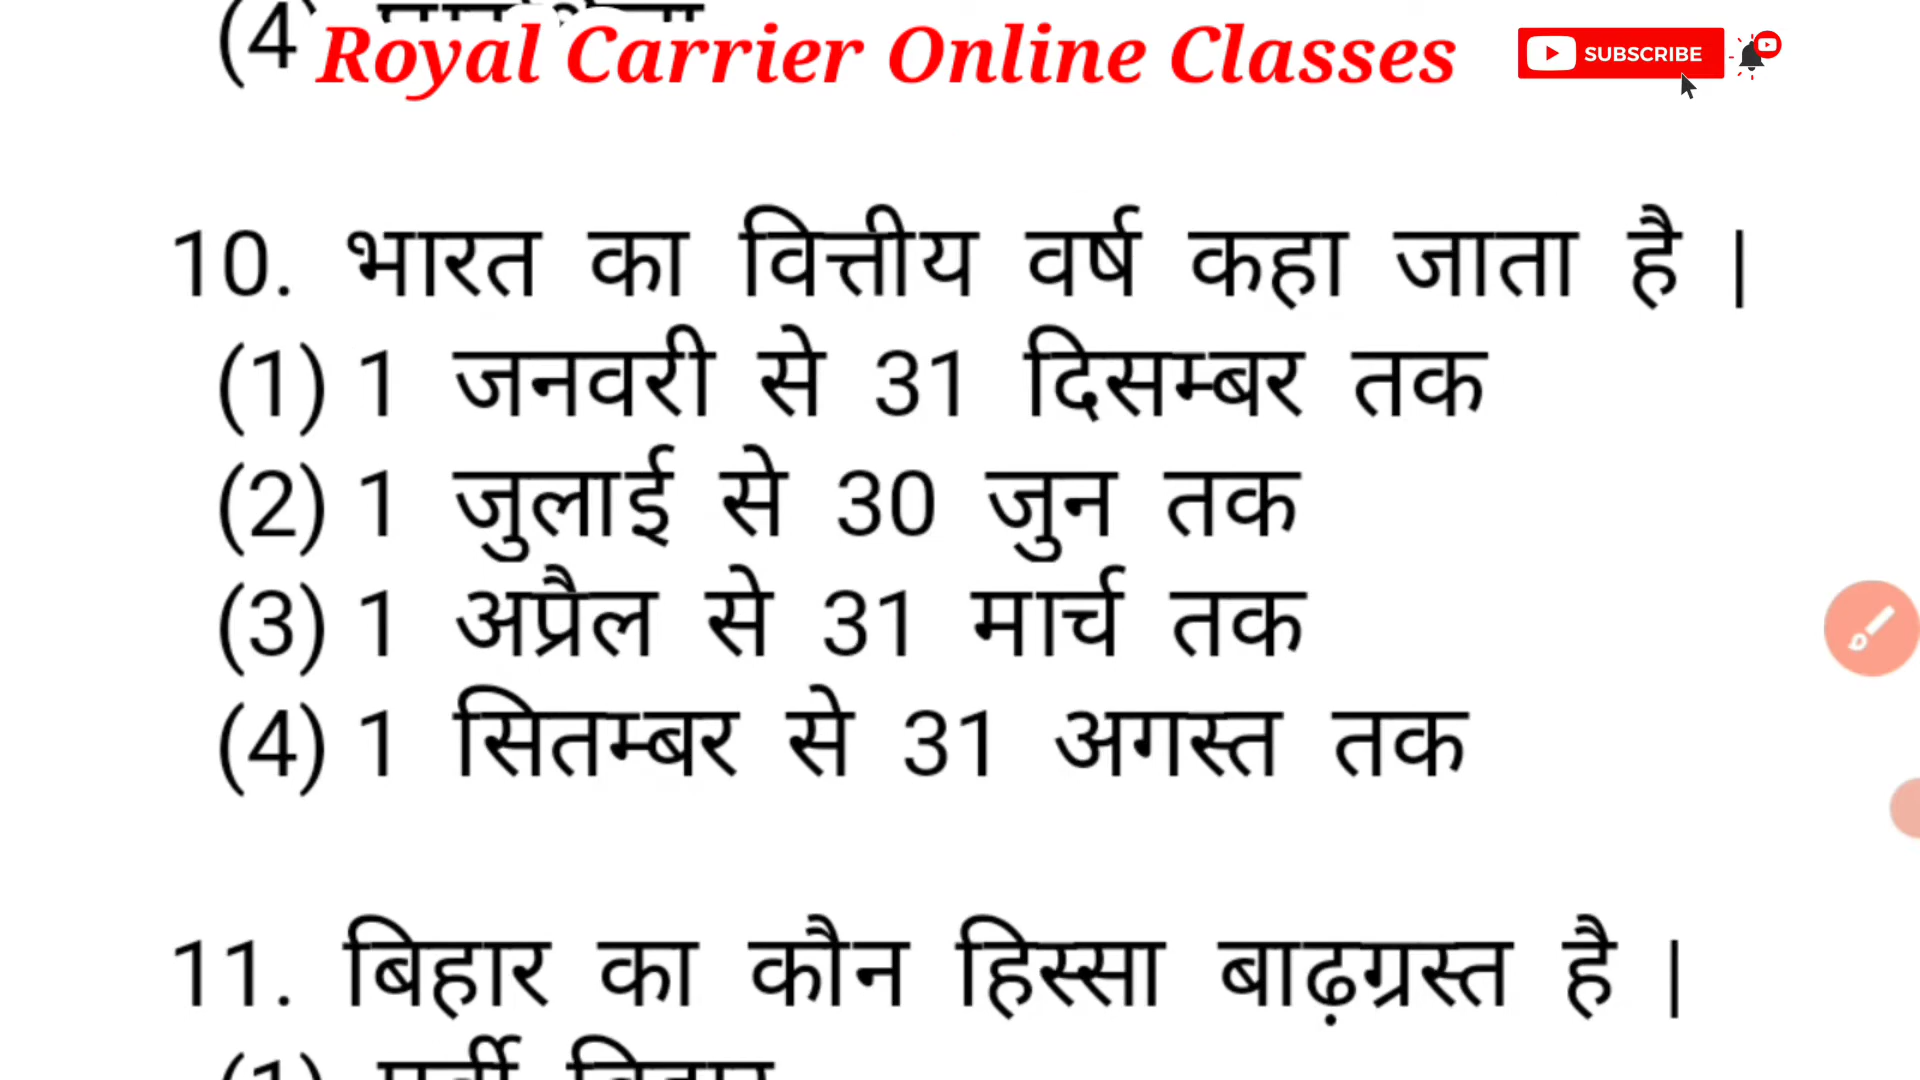 (4
Royal Carrier Online Classes
SUBSCRIBE
10. भारत का वित्तीय वर्ष कहा जाता है |
(1) 1 जनवरी से 31 दिसम्बर तक
(2) 1 जुलाई से 30 जुन तक
(3) 1 अप्रैल से 31 मार्च तक
(4) 1 सितम्बर से 31 अगस्त तक
11. बिहार का कौन हिस्सा बाढ़ग्रस्त है |